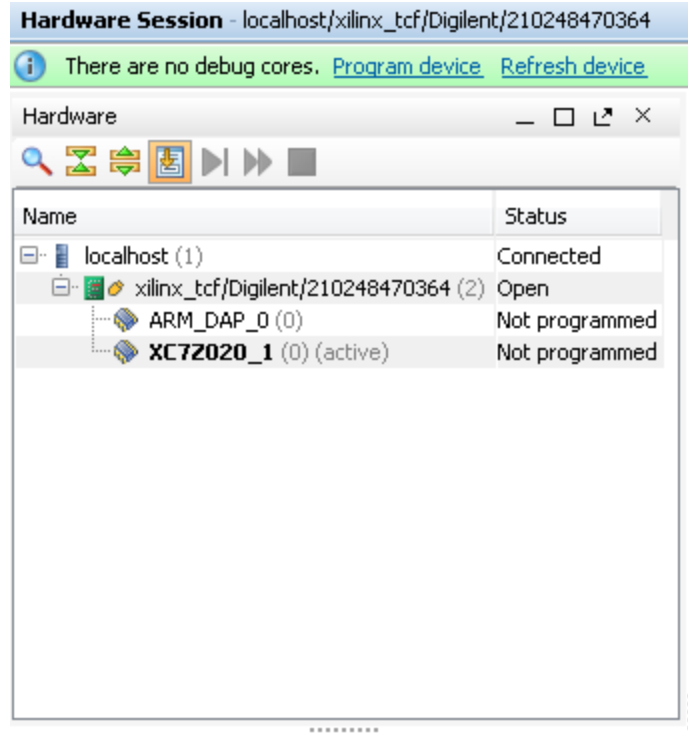 Hardware Session - localhost/xilinx_tcf/Digilent/210248470364
There are no debug cores. Program device Refresh device
Hardware
Name Status
localhost (1) Connected
xilinx_tcf/Digilent/210248470364 (2) Open
ARM_DAP_0 (0) Not programmed
XC7Z020_1 (0) (active) Not programmed